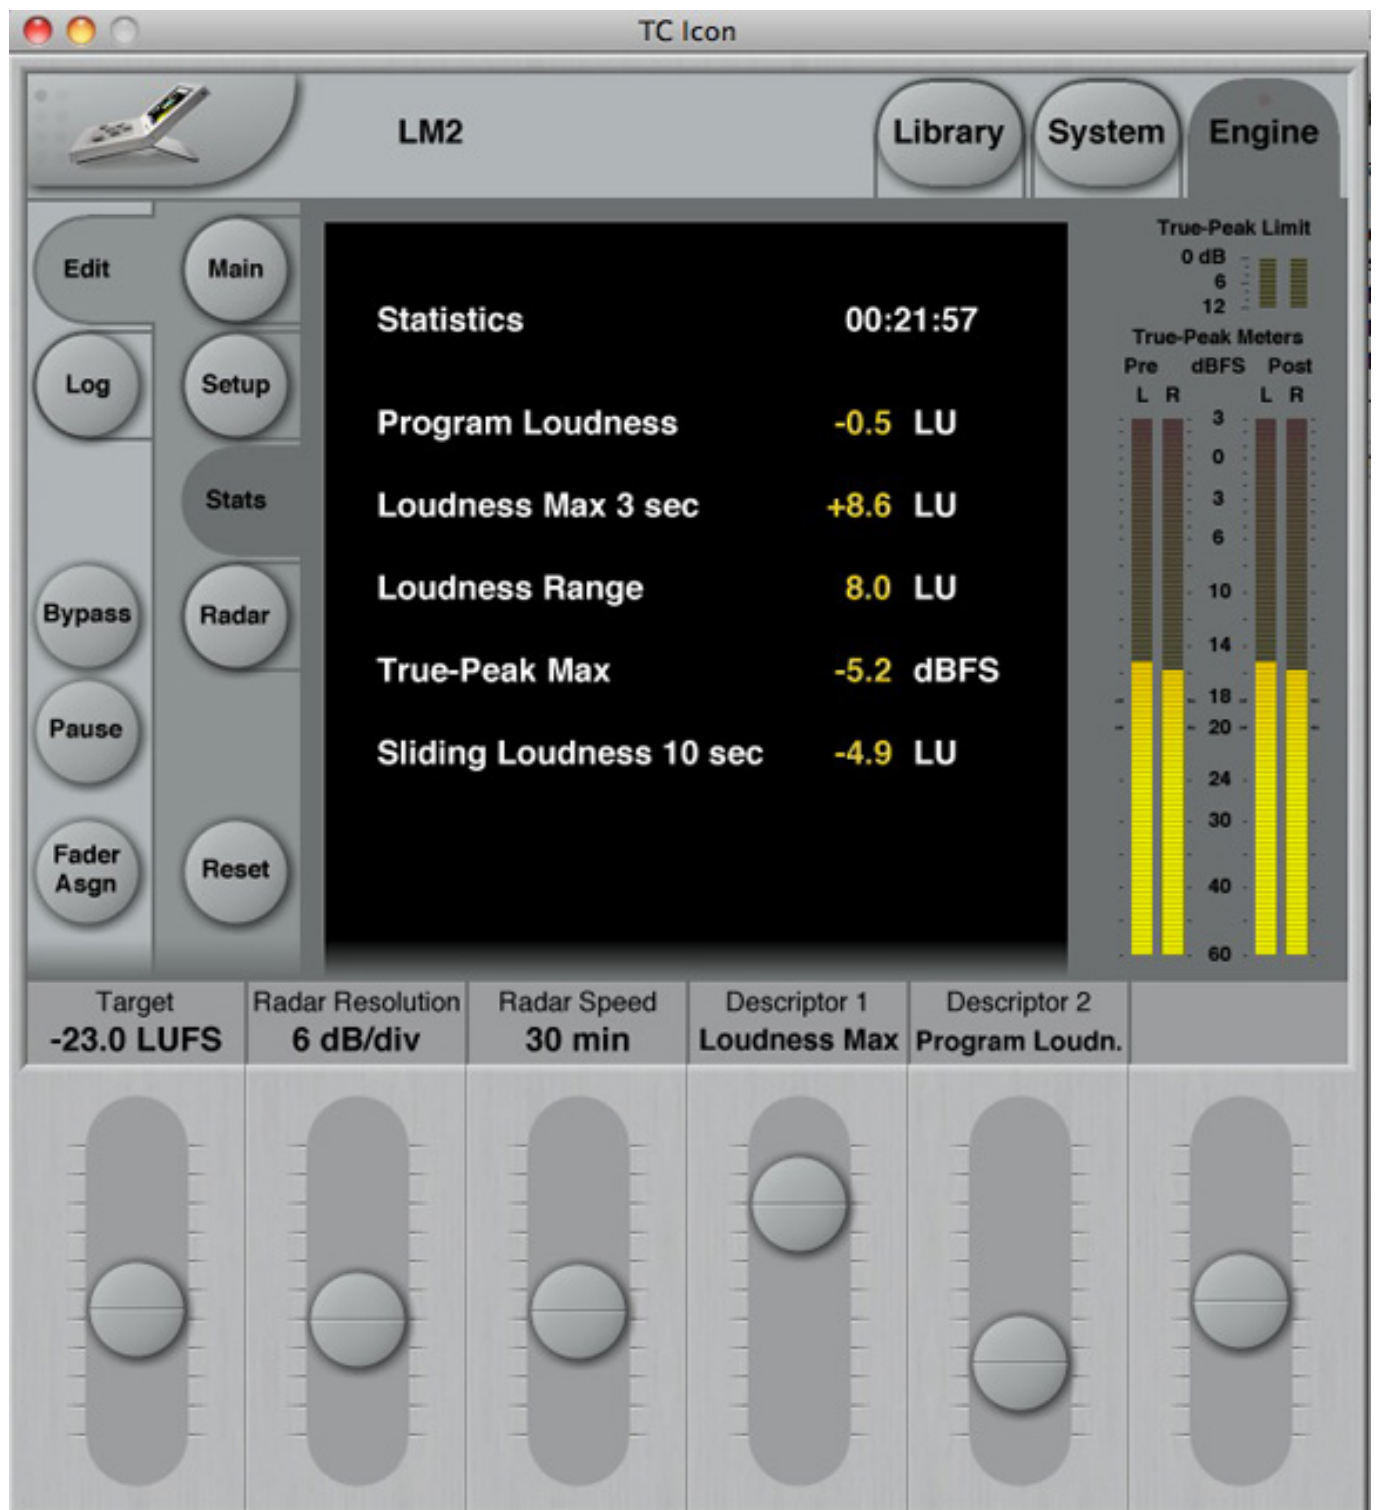 TC Icon
LM2
Library
System
Engine
Edit
Main
Log
Setup
Stats
Bypass
Radar
Pause
Fader
Asgn
Reset
Statistics 00:21:57
Program Loudness -0.5 LU
Loudness Max 3 sec +8.6 LU
Loudness Range 8.0 LU
True-Peak Max -5.2 dBFS
Sliding Loudness 10 sec -4.9 LU
True-Peak Limit
0 dB
6
12
True-Peak Meters
Pre dBFS Post
L R L R
3
0
3
6
10
14
18
20
24
30
40
60
Target
-23.0 LUFS
Radar Resolution
6 dB/div
Radar Speed
30 min
Descriptor 1
Loudness Max
Descriptor 2
Program Loudn.